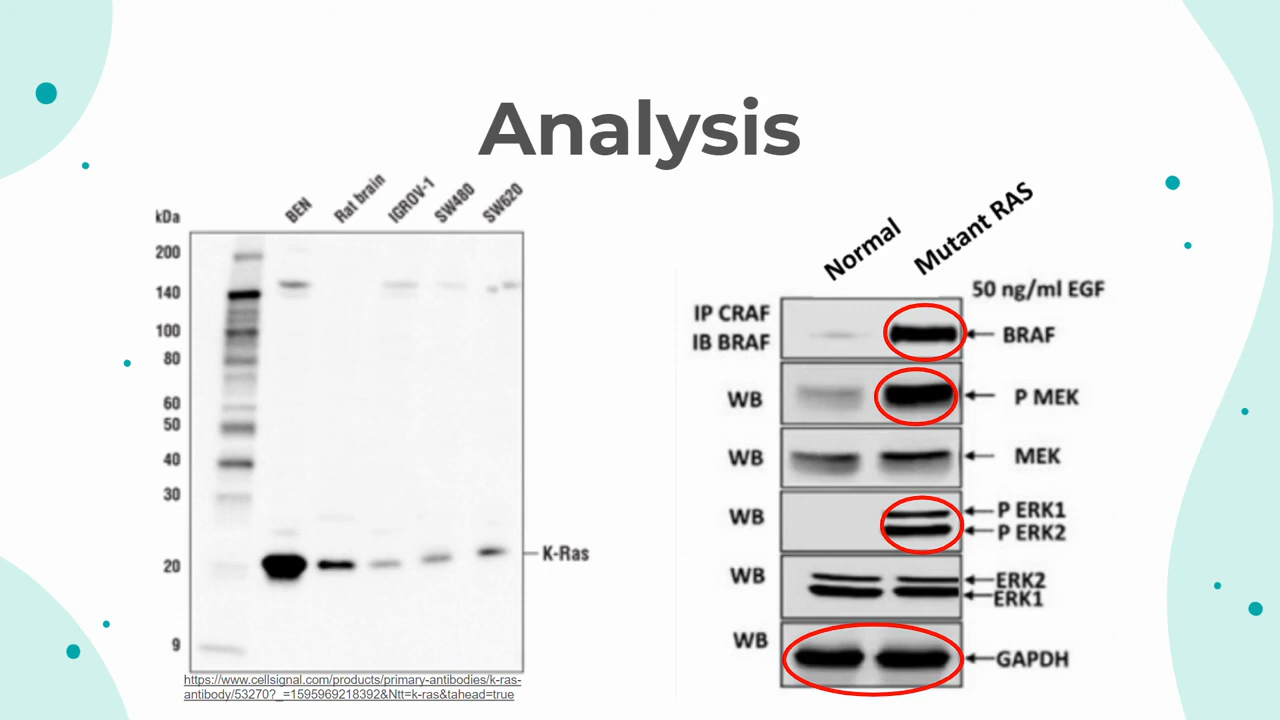 Analysis
kDa
BEN
Rat brain
IGROV-1
SW480
SW620
200
140
100
80
60
50
40
30
20
9
K-Ras
https://www.cellsignal.com/products/primary-antibodies/k-ras-
antibody/53270?_=1595969218392&Ntt=k-ras&tahead=true
Normal
Mutant RAS
50 ng/ml EGF
IP CRAF
IB BRAF
BRAF
WB
P MEK
WB
MEK
WB
P ERK1
P ERK2
WB
ERK2
ERK1
WB
GAPDH